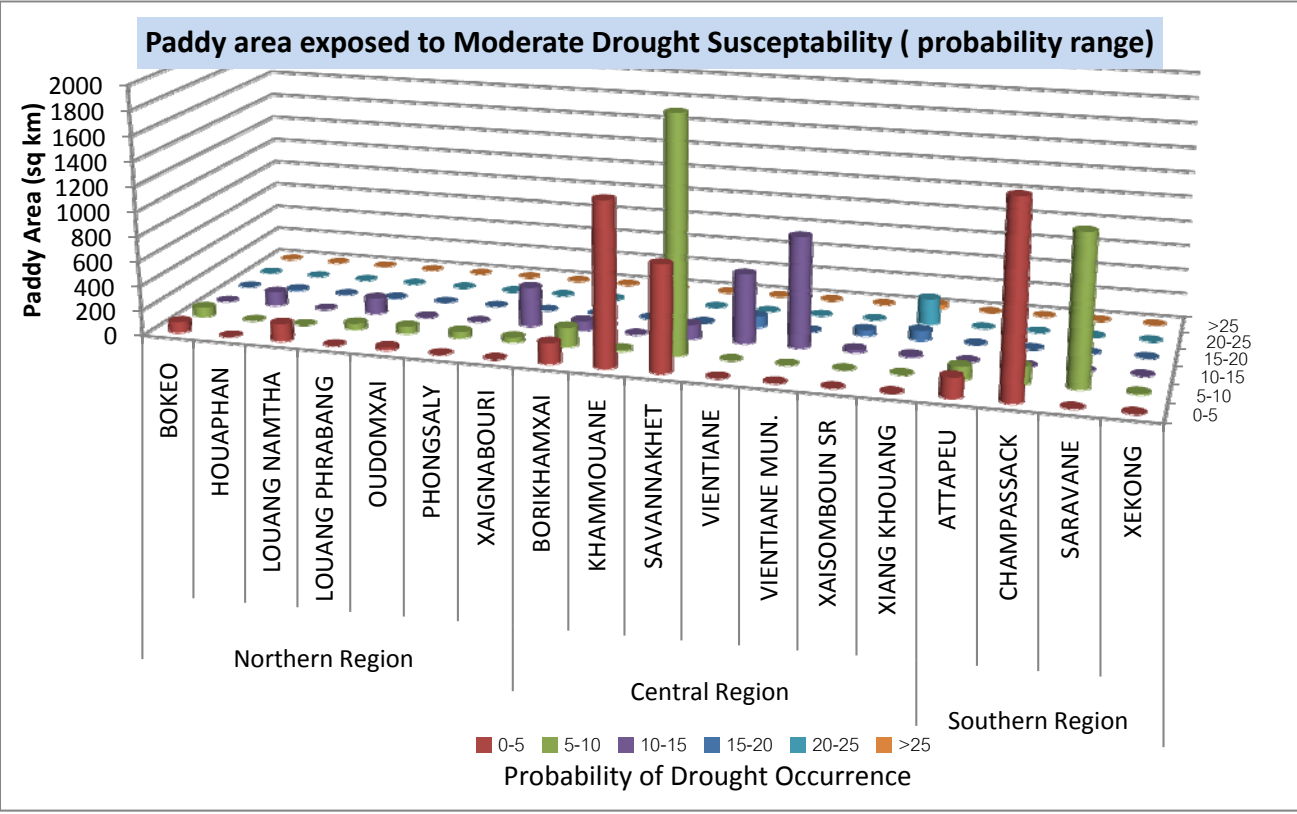 Paddy area exposed to Moderate Drought Susceptability ( probability range)
Paddy Area (sq km)
2000
1800
1600
1400
1200
1000
800
600
400
200
0
>25
20-25
15-20
10-15
5-10
0-5
BOKEO
HOUAPHAN
LOUANG NAMTHA
LOUANG PHRABANG
OUDOMXAI
PHONGSALY
XAIGNABOURI
BORIKHAMXAI
KHAMMOUANE
SAVANNAKHET
VIENTIANE
VIENTIANE MUN.
XAISOMBOUN SR
XIANG KHOUANG
ATTAPEU
CHAMPASSACK
SARAVANE
XEKONG
Northern Region
Central Region
Southern Region
0-5 5-10 10-15 15-20 20-25 >25
Probability of Drought Occurrence